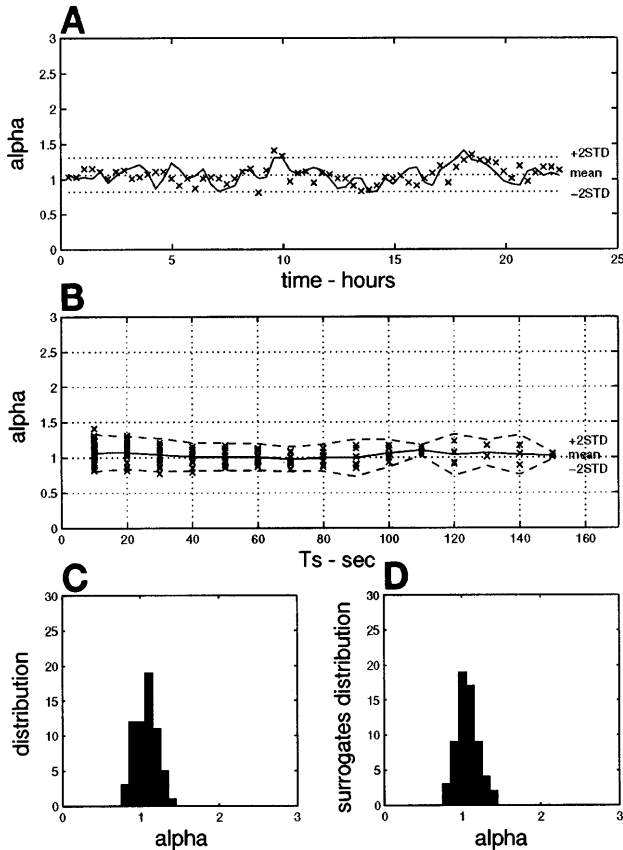 A
3
2.5
2
1.5
1
0.5
0
alpha
+2STD
mean
-2STD
0 5 10 15 20 25
time - hours
B
3
2.5
2
1.5
1
0.5
0
alpha
+2STD
mean
-2STD
0 20 40 60 80 100 120 140 160
Ts - sec
C
30
25
20
15
10
5
0
distribution
0 1 2 3
alpha
D
30
25
20
15
10
5
0
surrogates distribution
0 1 2 3
alpha